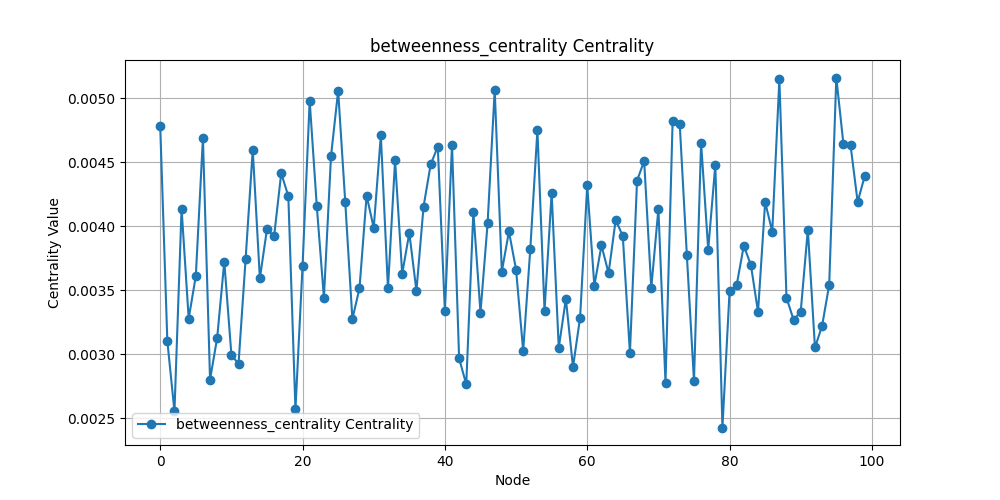 betweenness_centrality Centrality
0.0050
0.0045
0.0040
0.0035
0.0030
0.0025
Centrality Value
betweenness_centrality Centrality
0 20 40 60 80 100
Node